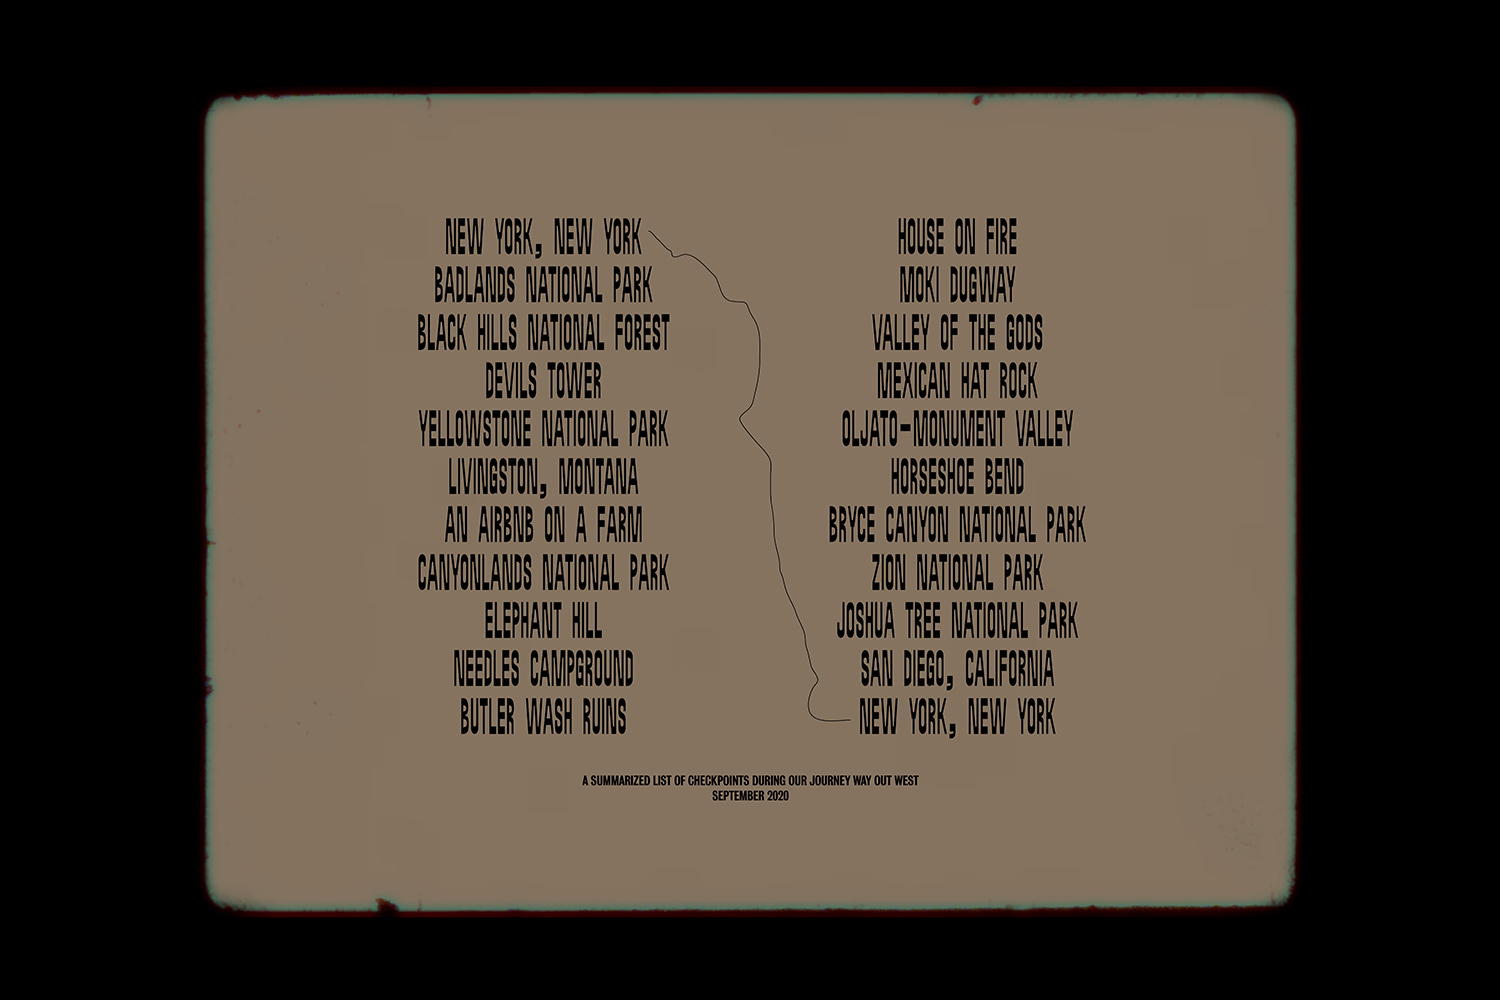 NEW YORK, NEW YORK
BADLANDS NATIONAL PARK
BLACK HILLS NATIONAL FOREST
DEVILS TOWER
YELLOWSTONE NATIONAL PARK
LIVINGSTON, MONTANA
AN AIRBNB ON A FARM
CANYONLANDS NATIONAL PARK
ELEPHANT HILL
NEEDLES CAMPGROUND
BUTLER WASH RUINS
HOUSE ON FIRE
MOKI DUGWAY
VALLEY OF THE GODS
MEXICAN HAT ROCK
OLJATO-MONUMENT VALLEY
HORSESHOE BEND
BRYCE CANYON NATIONAL PARK
ZION NATIONAL PARK
JOSHUA TREE NATIONAL PARK
SAN DIEGO, CALIFORNIA
NEW YORK, NEW YORK
A SUMMARIZED LIST OF CHECKPOINTS DURING OUR JOURNEY WAY OUT WEST
SEPTEMBER 2020